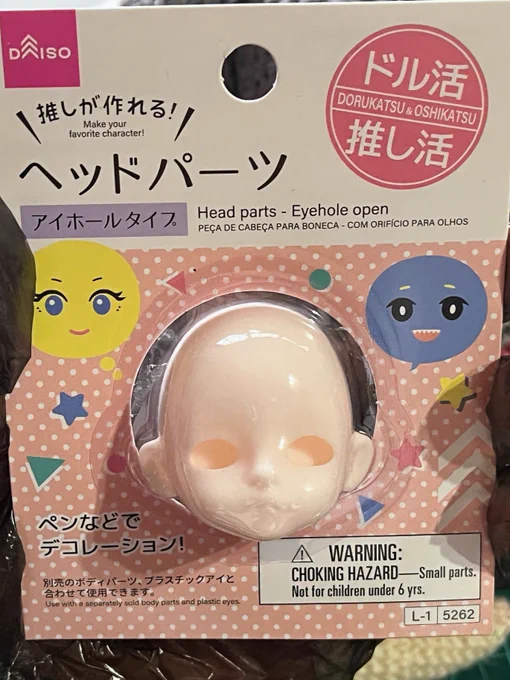 DAISO
推しが作れる!
Make your
favorite character!
ヘッドパーツ
アイホールタイプ
Head parts - Eyehole open
PEÇA DE CABEÇA PARA BONECA - COM ORIFÍCIO PARA OLHOS
ドル活
DORUKATSU & OSHIKATSU
推し活
ペンなどで
デコレーション!
別売のボディパーツ、プラスチックアイと
合わせて使用できます。
Use with a separately sold body parts and plastic eyes.
⚠ WARNING:
CHOKING HAZARD—Small parts.
Not for children under 6 yrs.
L-1 5262